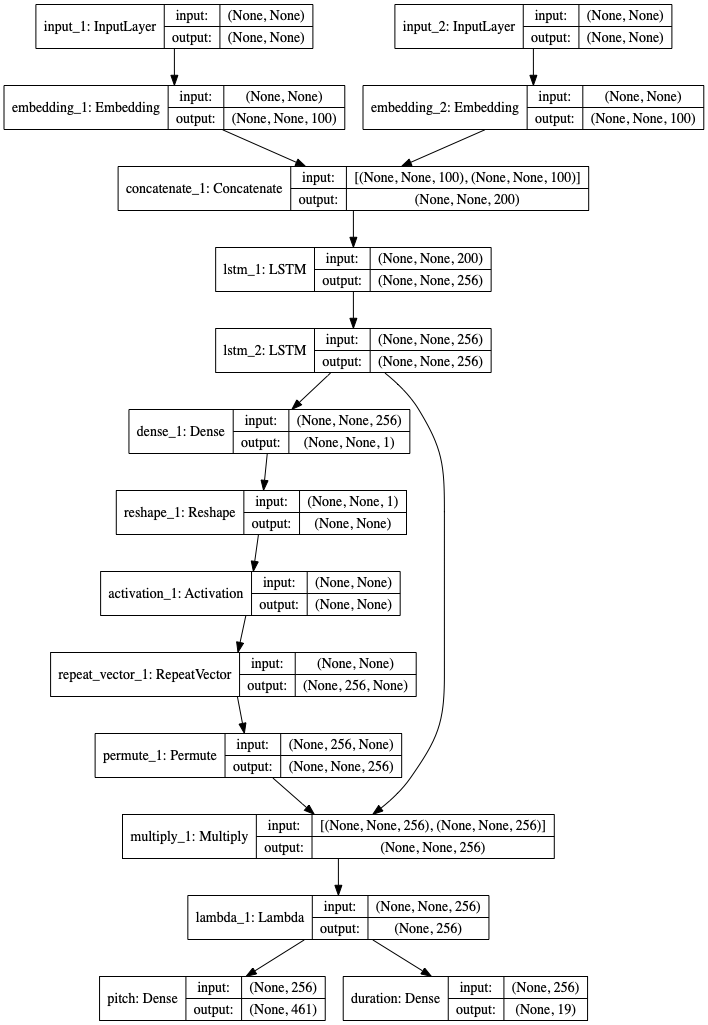 input_1: InputLayer
input: (None, None)
output: (None, None)
input_2: InputLayer
input: (None, None)
output: (None, None)
embedding_1: Embedding
input: (None, None)
output: (None, None, 100)
embedding_2: Embedding
input: (None, None)
output: (None, None, 100)
concatenate_1: Concatenate
input: [(None, None, 100), (None, None, 100)]
output: (None, None, 200)
lstm_1: LSTM
input: (None, None, 200)
output: (None, None, 256)
lstm_2: LSTM
input: (None, None, 256)
output: (None, None, 256)
dense_1: Dense
input: (None, None, 256)
output: (None, None, 1)
reshape_1: Reshape
input: (None, None, 1)
output: (None, None)
activation_1: Activation
input: (None, None)
output: (None, None)
repeat_vector_1: RepeatVector
input: (None, None)
output: (None, 256, None)
permute_1: Permute
input: (None, 256, None)
output: (None, None, 256)
multiply_1: Multiply
input: [(None, None, 256), (None, None, 256)]
output: (None, None, 256)
lambda_1: Lambda
input: (None, None, 256)
output: (None, 256)
pitch: Dense
input: (None, 256)
output: (None, 461)
duration: Dense
input: (None, 256)
output: (None, 19)